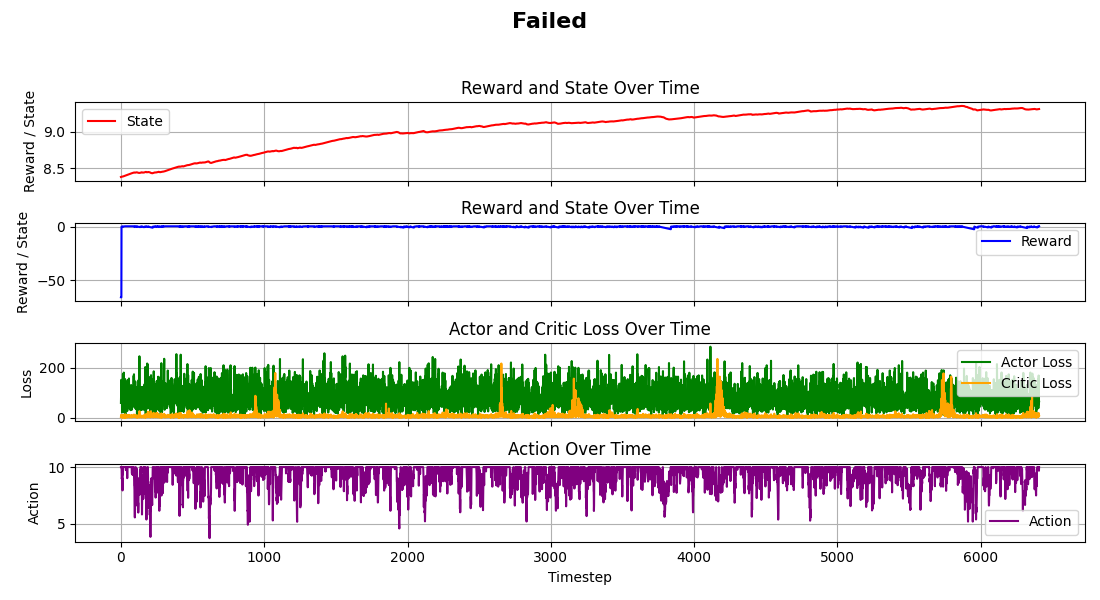 Failed
Reward and State Over Time
Reward / State
9.0
8.5
State
Reward and State Over Time
Reward / State
0
−50
Reward
Actor and Critic Loss Over Time
Loss
200
0
Actor Loss
Critic Loss
Action Over Time
Action
10
5
Action
0 1000 2000 3000 4000 5000 6000
Timestep